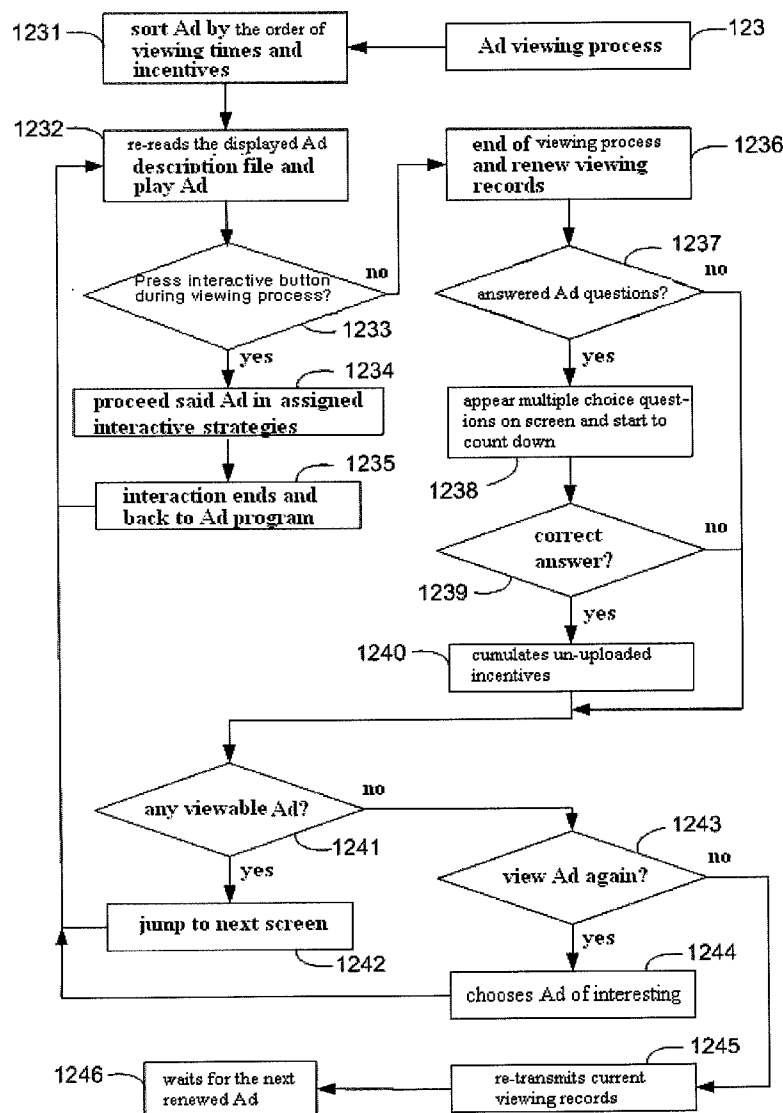 1231
sort Ad by the order of
viewing times and
incentives
Ad viewing process
123
1232
re-reads the displayed Ad
description file and
play Ad
end of viewing process
and renew viewing
records
1236
Press interactive button
during viewing process?
no
1233
yes
1237
answered Ad questions?
no
yes
1234
proceed said Ad in assigned
interactive strategies
appear multiple choice quest-
ions on screen and start to
count down
1238
1235
interaction ends and
back to Ad program
correct
answer?
no
1239
yes
1240
cumulates un-uploaded
incentives
any viewable Ad?
no
1241
yes
1243
view Ad again?
no
yes
jump to next screen
1242
1244
chooses Ad of interesting
1245
re-transmits current
viewing records
1246
waits for the next
renewed Ad